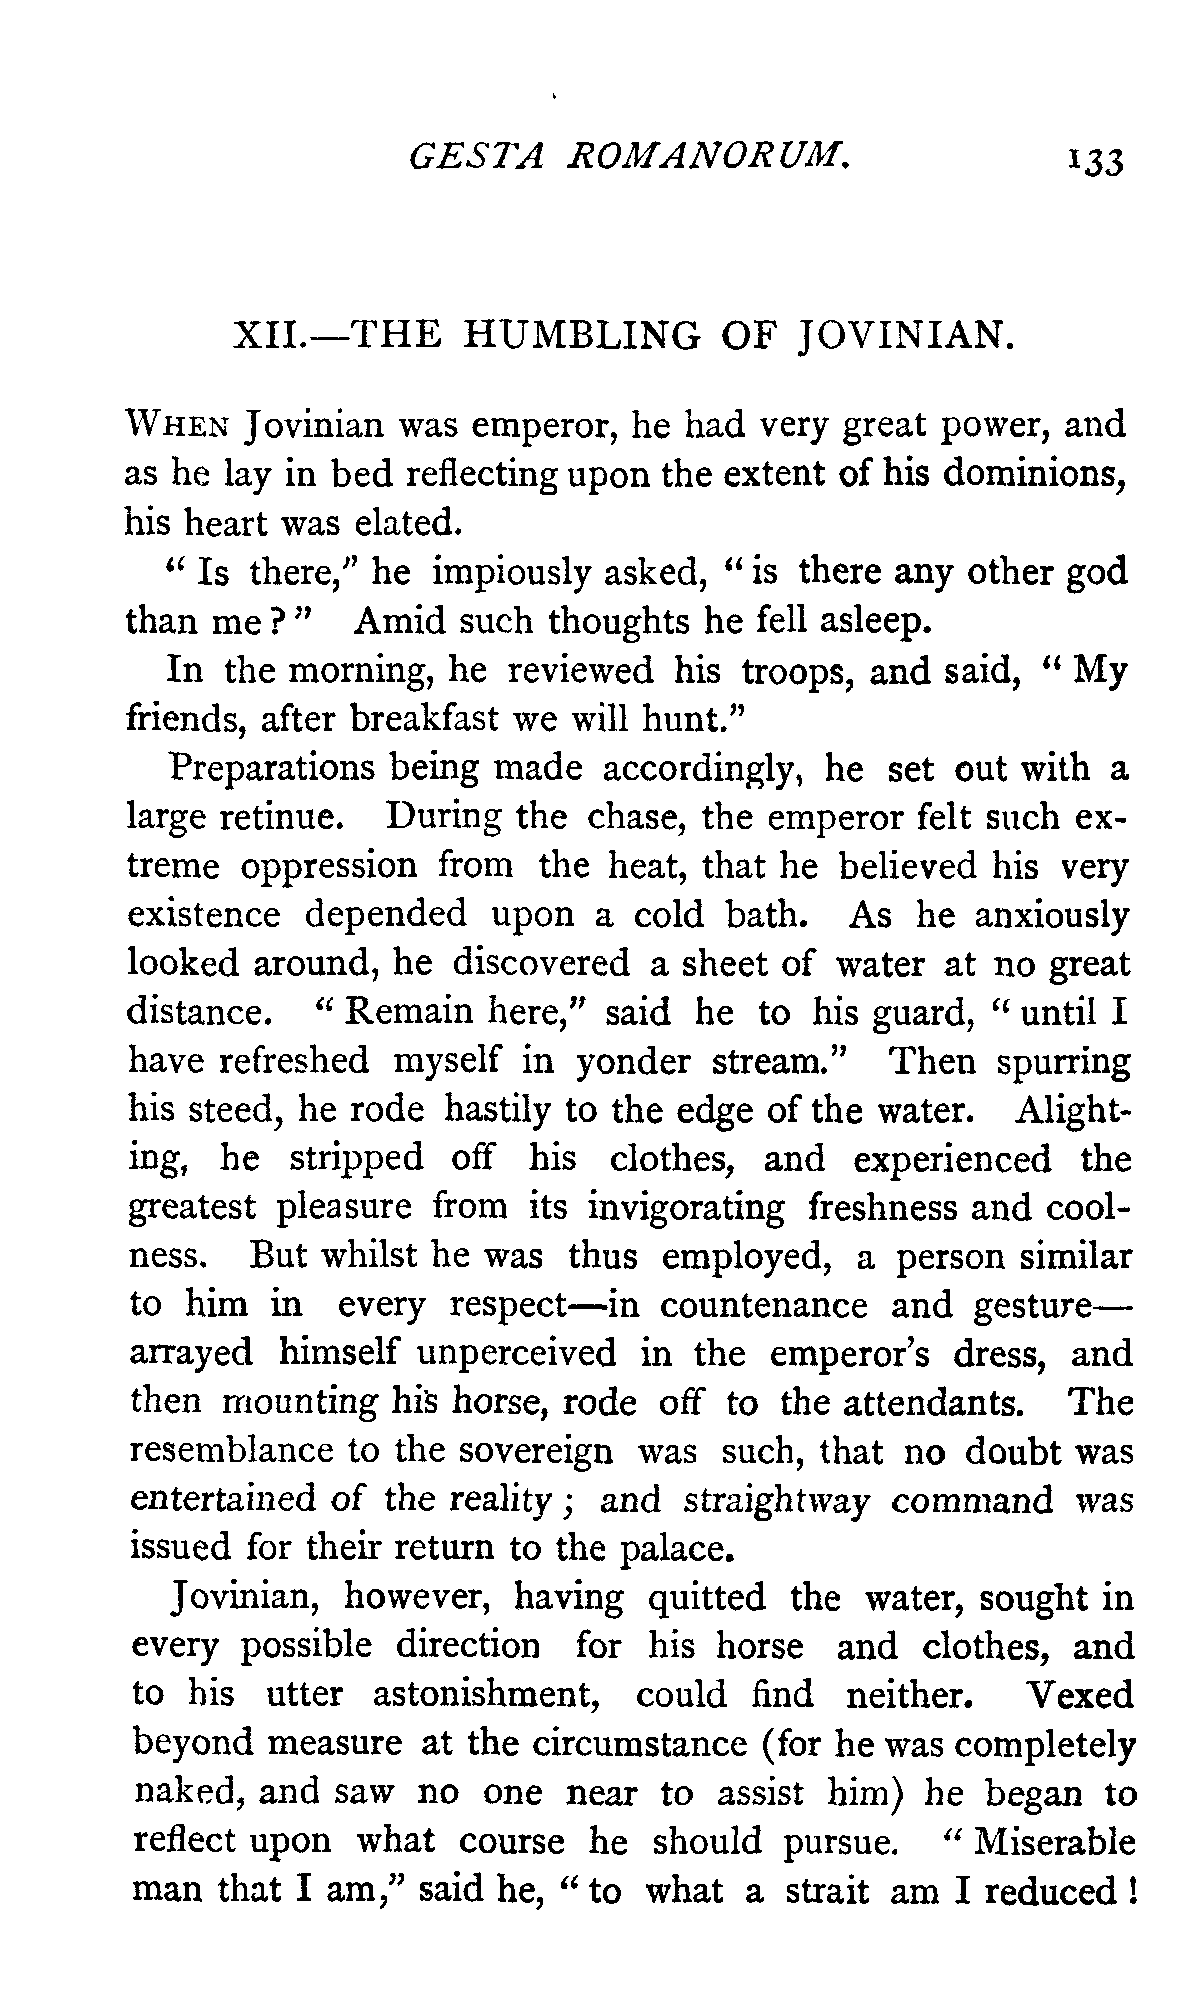 GESTA ROMANORUM. 133
XII.—THE HUMBLING OF JOVINIAN.
WHEN Jovinian was emperor, he had very great power, and
as he lay in bed reflecting upon the extent of his dominions,
his heart was elated.
“ Is there,” he impiously asked, “ is there any other god
than me ? ” Amid such thoughts he fell asleep.
In the morning, he reviewed his troops, and said, “ My
friends, after breakfast we will hunt.”
Preparations being made accordingly, he set out with a
large retinue. During the chase, the emperor felt such ex-
treme oppression from the heat, that he believed his very
existence depended upon a cold bath. As he anxiously
looked around, he discovered a sheet of water at no great
distance. “ Remain here,” said he to his guard, “ until I
have refreshed myself in yonder stream.” Then spurring
his steed, he rode hastily to the edge of the water. Alight-
ing, he stripped off his clothes, and experienced the
greatest pleasure from its invigorating freshness and cool-
ness. But whilst he was thus employed, a person similar
to him in every respect—in countenance and gesture—
arrayed himself unperceived in the emperor's dress, and
then mounting his horse, rode off to the attendants. The
resemblance to the sovereign was such, that no doubt was
entertained of the reality ; and straightway command was
issued for their return to the palace.
Jovinian, however, having quitted the water, sought in
every possible direction for his horse and clothes, and
to his utter astonishment, could find neither. Vexed
beyond measure at the circumstance (for he was completely
naked, and saw no one near to assist him) he began to
reflect upon what course he should pursue. “ Miserable
man that I am,” said he, “ to what a strait am I reduced !